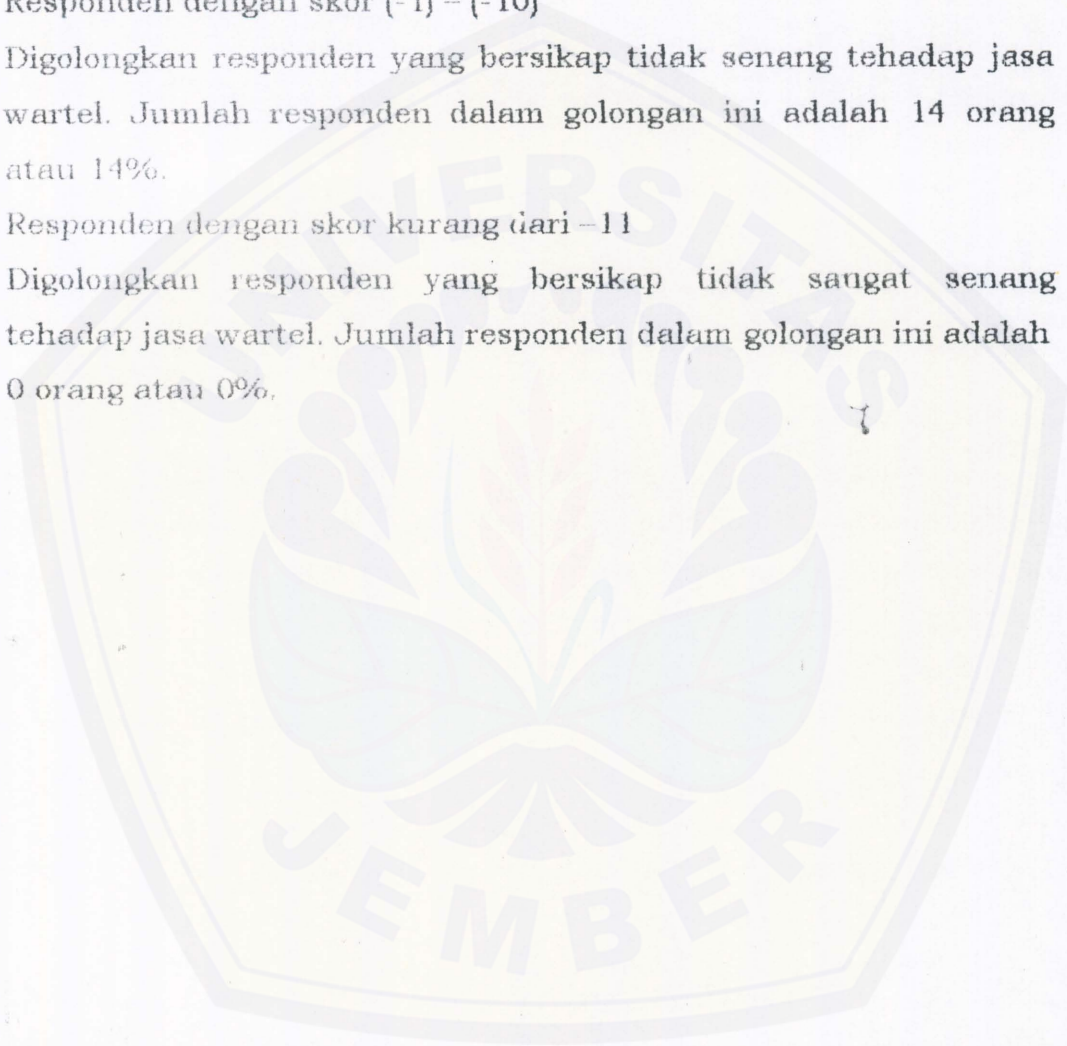 Responden dengan skor (-1) – (-10)
Digolongkan responden yang bersikap tidak senang tehadap jasa
wartel. Jumlah responden dalam golongan ini adalah 14 orang
atau 14%.
Responden dengan skor kurang dari –11
Digolongkan responden yang bersikap tidak sangat senang
tehadap jasa wartel. Jumlah responden dalam golongan ini adalah
0 orang atau 0%.
UNIVERSITAS
JEMBER